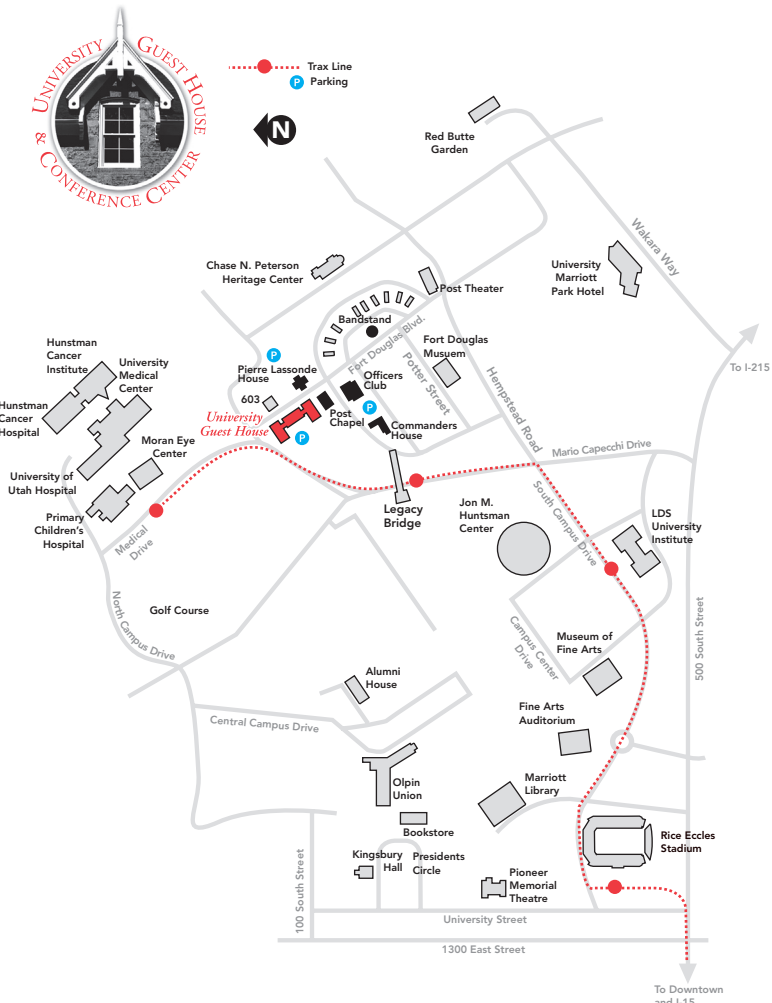 UNIVERSITY GUEST HOUSE
& CONFERENCE CENTER
Trax Line
P Parking
N
Red Butte
Garden
Wakara Way
University
Marriott
Park Hotel
Chase N. Peterson
Heritage Center
Post Theater
Bandstand
Fort Douglas Blvd.
To I-215
Hunstman
Cancer
Institute
University
Medical
Center
P
Pierre Lassonde
House
Officers
Club
Fort Douglas
Musuem
Potter Street
Hempstead Road
603
Hunstman
Cancer
Hospital
University
Guest House
P
Post
Chapel
P
Commanders
House
Moran Eye
Center
Mario Capecchi Drive
University of
Utah Hospital
Primary
Children's
Hospital
Medical
Drive
Legacy
Bridge
Jon M.
Huntsman
Center
South Campus Drive
LDS
University
Institute
North Campus Drive
Golf Course
Campus Center
Drive
Museum of
Fine Arts
500 South Street
Alumni
House
Central Campus Drive
Fine Arts
Auditorium
Olpin
Union
Marriott
Library
Bookstore
Rice Eccles
Stadium
Kingsbury
Hall
Presidents
Circle
Pioneer
Memorial
Theatre
100 South Street
University Street
1300 East Street
To Downtown
and I-15